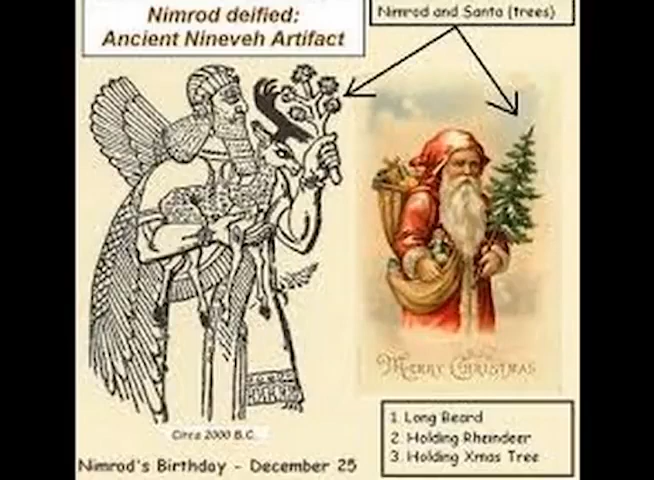 Nimrod deified:
Ancient Nineveh Artifact
Nimrod and Santa (trees)
MERRY CHRISTMAS
1. Long Beard
2. Holding Rheindeer
3. Holding Xmas Tree
Circa 2000 B.C.
Nimrod's Birthday - December 25